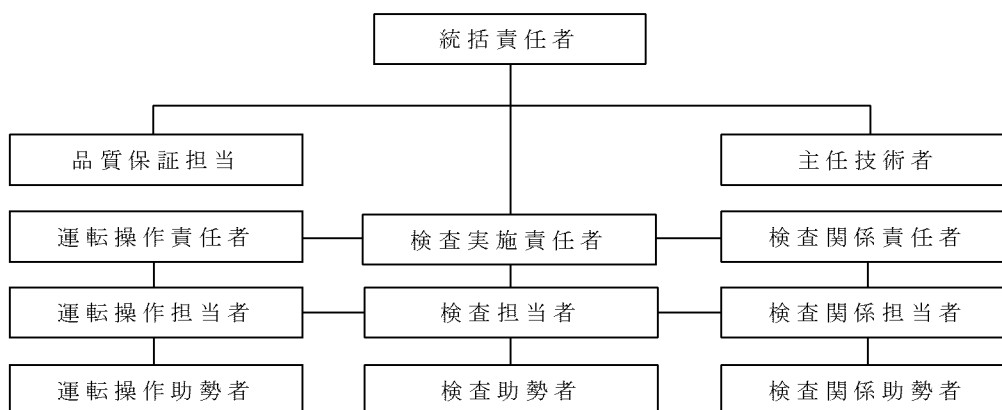 統括責任者
品質保証担当
主任技術者
運転操作責任者
検査実施責任者
検査関係責任者
運転操作担当者
検査担当者
検査関係担当者
運転操作助勢者
検査助勢者
検査関係助勢者